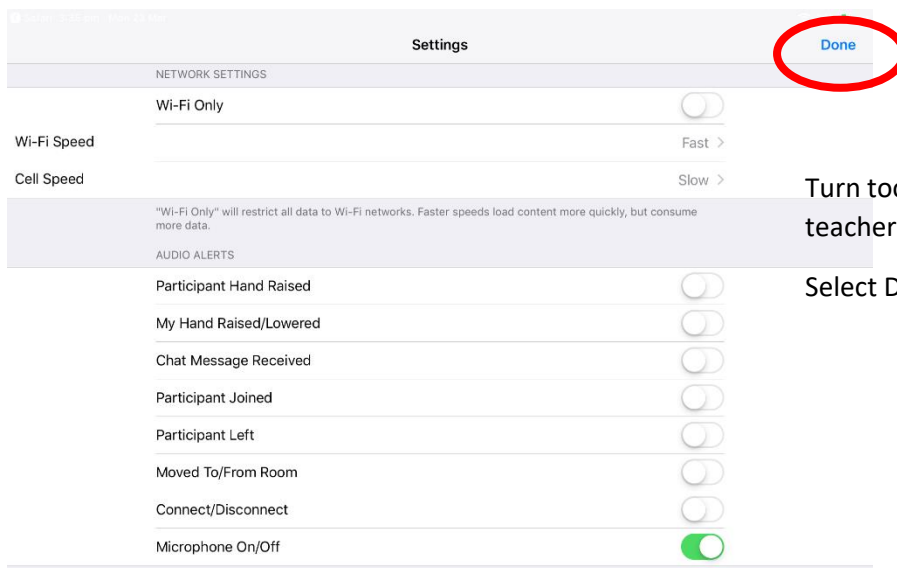 Settings
Done
NETWORK SETTINGS
Wi-Fi Only
Wi-Fi Speed Fast >
Cell Speed Slow >
"Wi-Fi Only" will restrict all data to Wi-Fi networks. Faster speeds load content more quickly, but consume
more data.
AUDIO ALERTS
Participant Hand Raised
My Hand Raised/Lowered
Chat Message Received
Participant Joined
Participant Left
Moved To/From Room
Connect/Disconnect
Microphone On/Off
Turn
teacher
Select